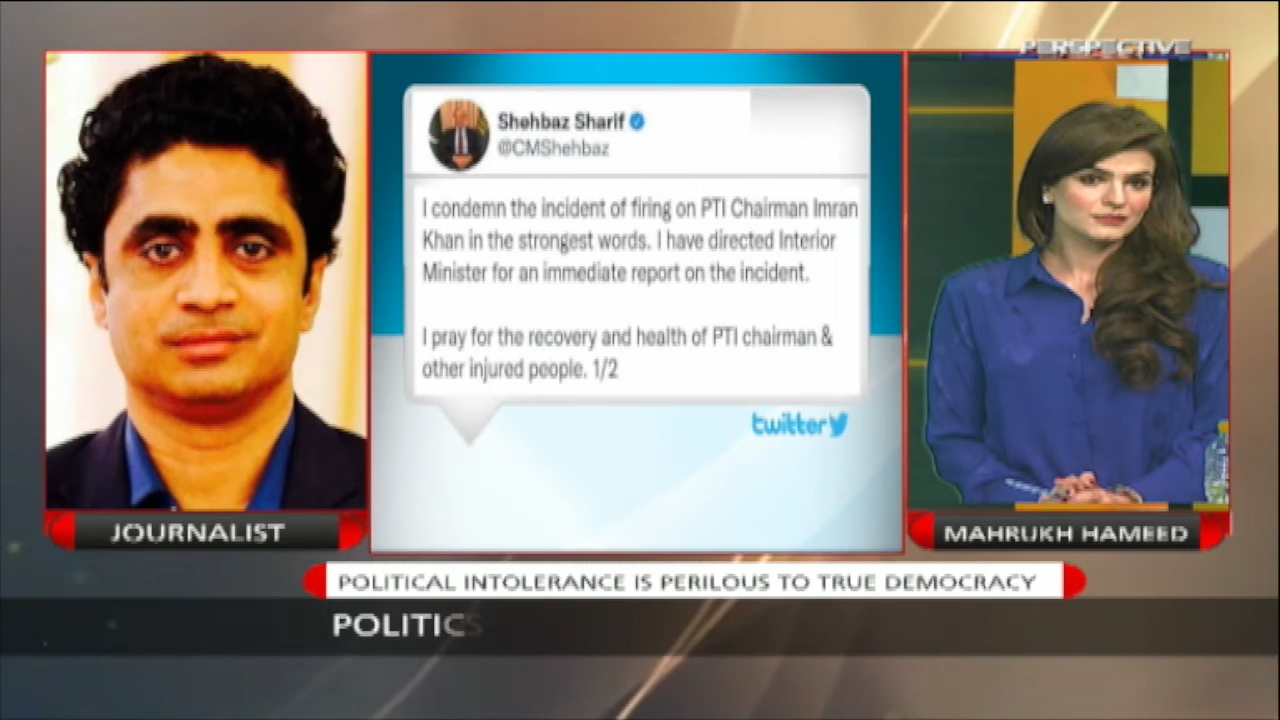 PERSPECTIVE
Shehbaz Sharif
@CMShehbaz
I condemn the incident of firing on PTI Chairman Imran
Khan in the strongest words. I have directed Interior
Minister for an immediate report on the incident.
I pray for the recovery and health of PTI chairman &
other injured people. 1/2
twitter
JOURNALIST
MAHRUKH HAMEED
POLITICAL INTOLERANCE IS PERILOUS TO TRUE DEMOCRACY
POLITICS